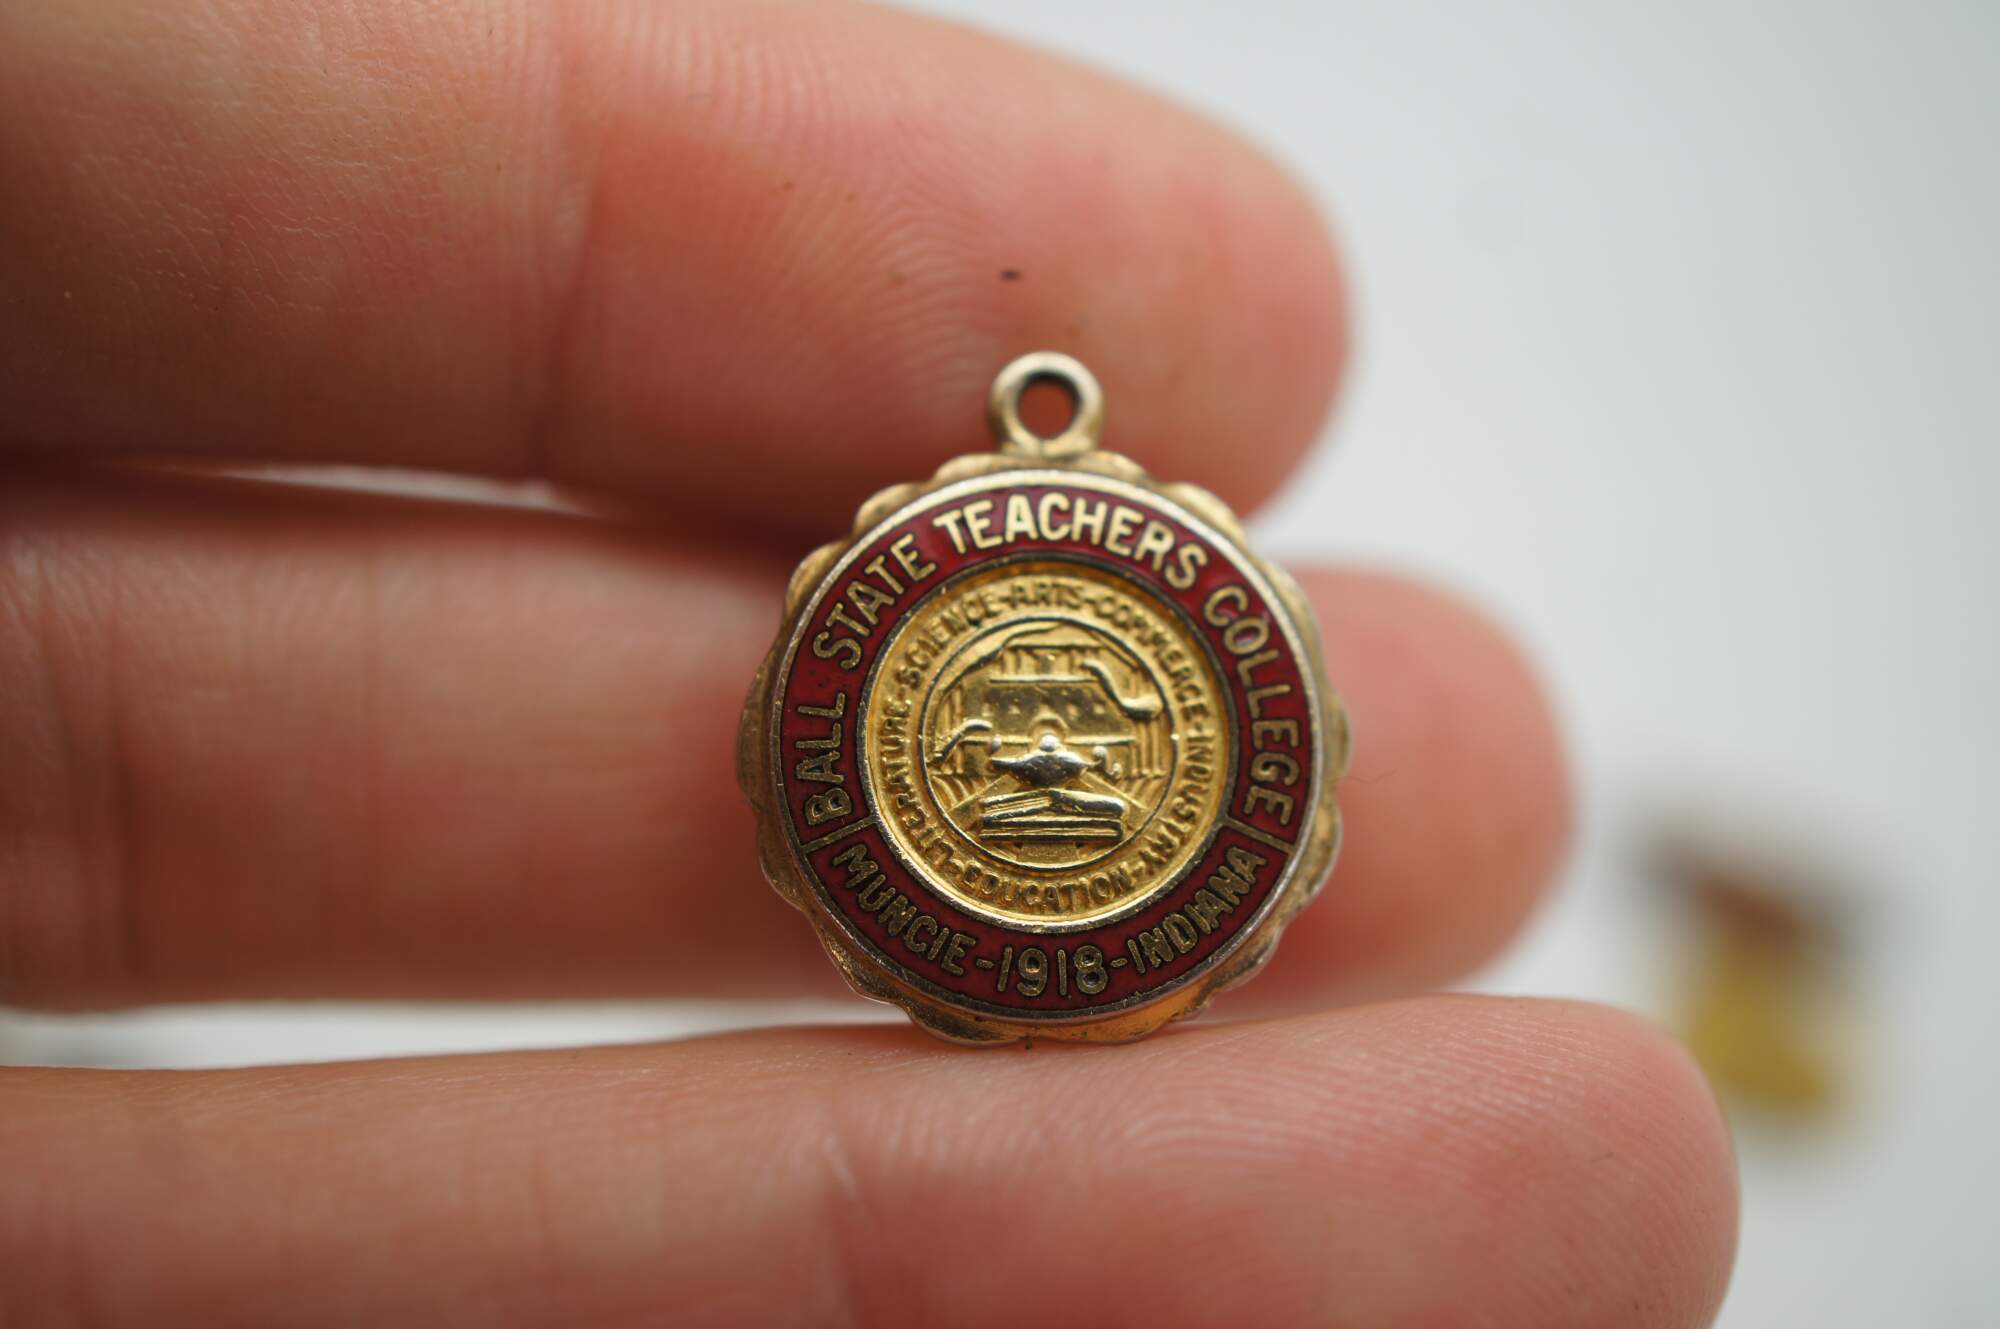 BALL STATE TEACHERS COLLEGE
MUNCIE-1918-INDIANA
LITERATURE-SCIENCE-ARTS-COMMERCE-INDUSTRY-EDUCATION-